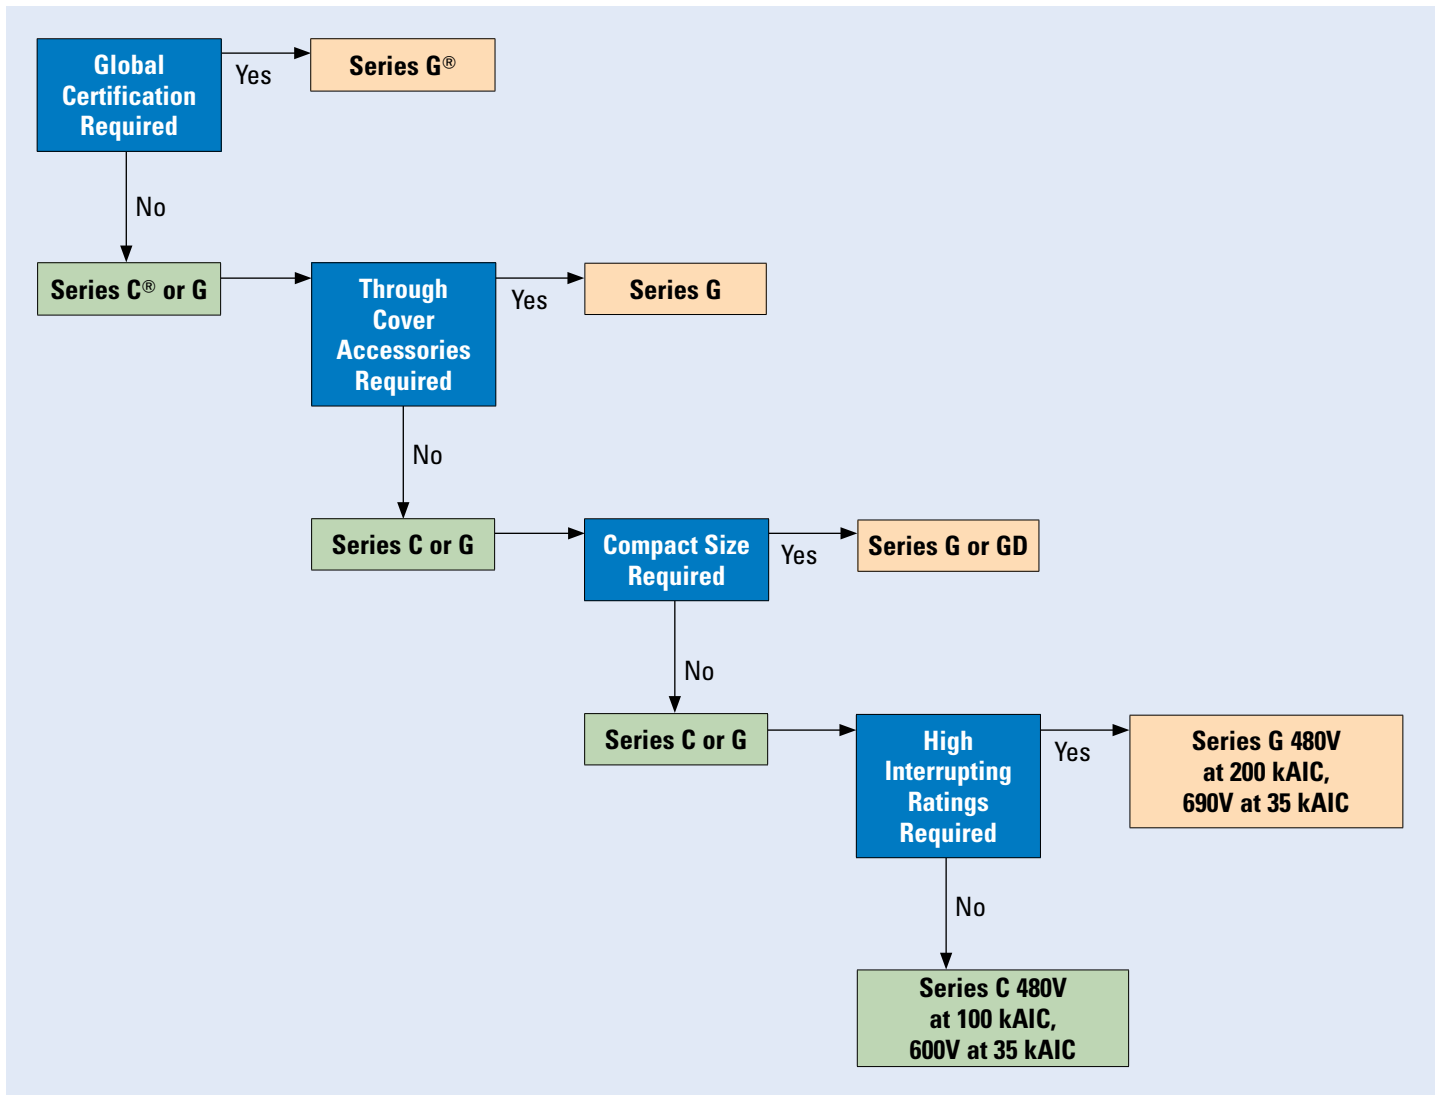 Global
Certification
Required
Yes
Series G®
No
Series C® or G
Through
Cover
Accessories
Required
Yes
Series G
No
Series C or G
Compact Size
Required
Yes
Series G or GD
No
Series C or G
High
Interrupting
Ratings
Required
Yes
Series G 480V
at 200 kAIC,
690V at 35 kAIC
No
Series C 480V
at 100 kAIC,
600V at 35 kAIC